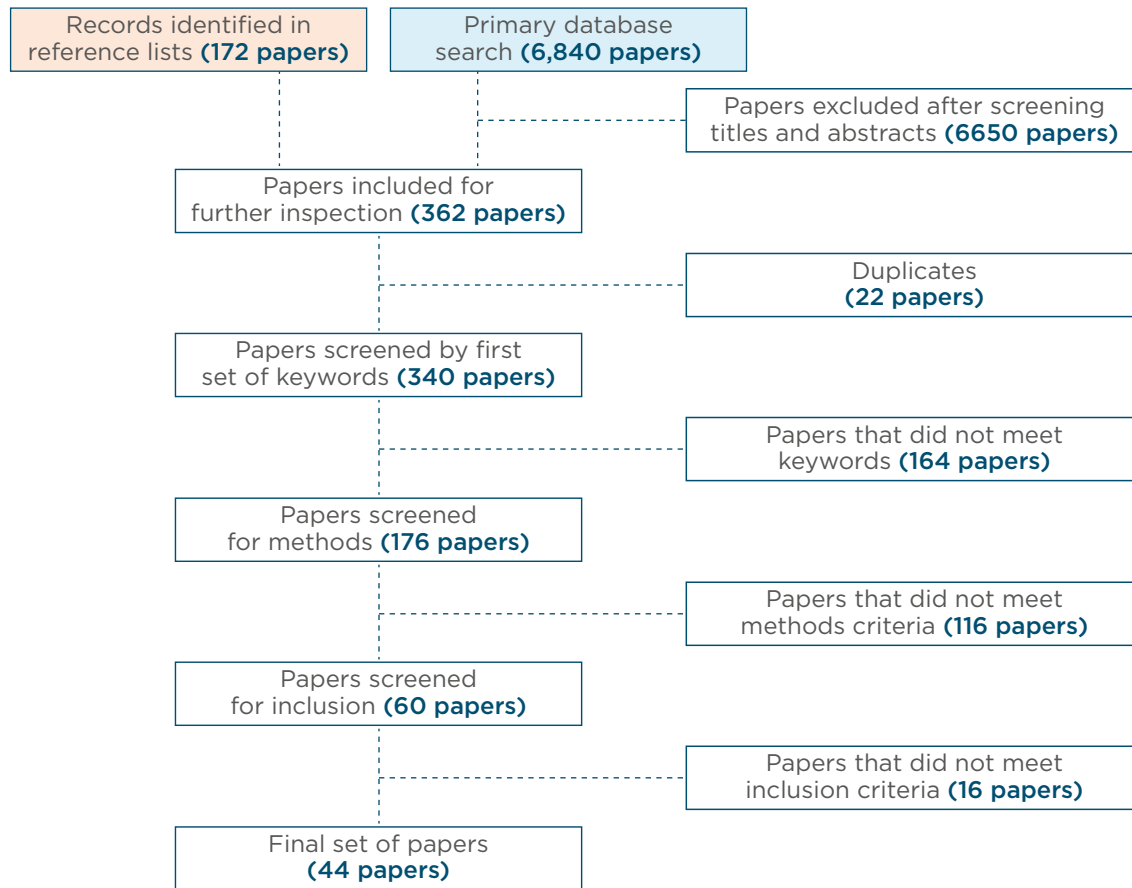 Records identified in
reference lists (172 papers)
Primary database
search (6,840 papers)
Papers excluded after screening
titles and abstracts (6650 papers)
Papers included for
further inspection (362 papers)
Duplicates
(22 papers)
Papers screened by first
set of keywords (340 papers)
Papers that did not meet
keywords (164 papers)
Papers screened
for methods (176 papers)
Papers that did not meet
methods criteria (116 papers)
Papers screened
for inclusion (60 papers)
Papers that did not meet
inclusion criteria (16 papers)
Final set of papers
(44 papers)